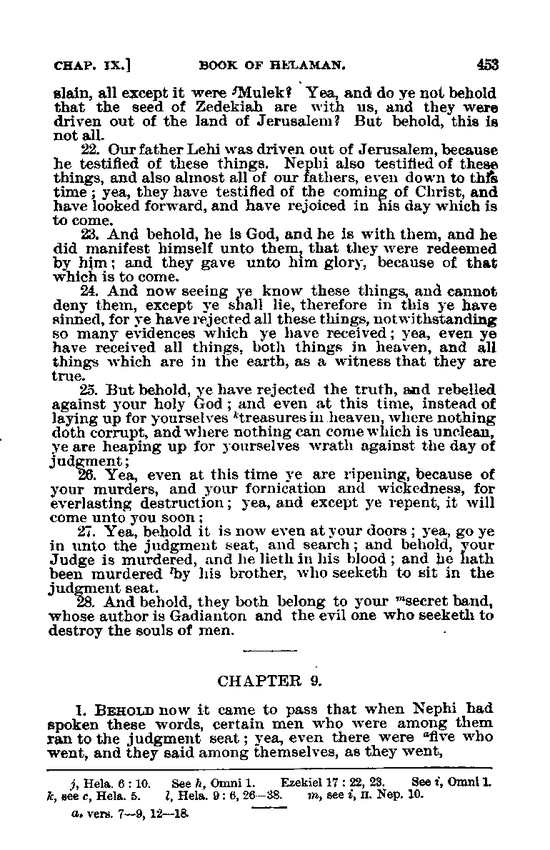 CHAP. IX.] BOOK OF HELAMAN. 453
slain, all except it were ʲMulek? Yea, and do ye not behold
that the seed of Zedekiah are with us, and they were
driven out of the land of Jerusalem? But behold, this is
not all.
22. Our father Lehi was driven out of Jerusalem, because
he testified of these things. Nephi also testified of these
things, and also almost all of our fathers, even down to this
time; yea, they have testified of the coming of Christ, and
have looked forward, and have rejoiced in his day which is
to come.
23. And behold, he is God, and he is with them, and he
did manifest himself unto them, that they were redeemed
by him; and they gave unto him glory, because of that
which is to come.
24. And now seeing ye know these things, and cannot
deny them, except ye shall lie, therefore in this ye have
sinned, for ye have rejected all these things, notwithstanding
so many evidences which ye have received; yea, even ye
have received all things, both things in heaven, and all
things which are in the earth, as a witness that they are
true.
25. But behold, ye have rejected the truth, and rebelled
against your holy God; and even at this time, instead of
laying up for yourselves ᵏtreasures in heaven, where nothing
doth corrupt, and where nothing can come which is unclean,
ye are heaping up for yourselves wrath against the day of
judgment;
26. Yea, even at this time ye are ripening, because of
your murders, and your fornication and wickedness, for
everlasting destruction; yea, and except ye repent, it will
come unto you soon;
27. Yea, behold it is now even at your doors; yea, go ye
in unto the judgment seat, and search; and behold, your
Judge is murdered, and he lieth in his blood; and he hath
been murdered ˡby his brother, who seeketh to sit in the
judgment seat.
28. And behold, they both belong to your ᵐsecret band,
whose author is Gadianton and the evil one who seeketh to
destroy the souls of men.
CHAPTER 9.
1. BEHOLD now it came to pass that when Nephi had
spoken these words, certain men who were among them
ran to the judgment seat; yea, even there were ᵃfive who
went, and they said among themselves, as they went,
j, Hela. 6:10. See h, Omni 1. Ezekiel 17:22, 23. See i, Omni 1.
k, see c, Hela. 5. l, Hela. 9:6, 26—38. m, see i, II. Nep. 10.
a, vers. 7—9, 12—18.